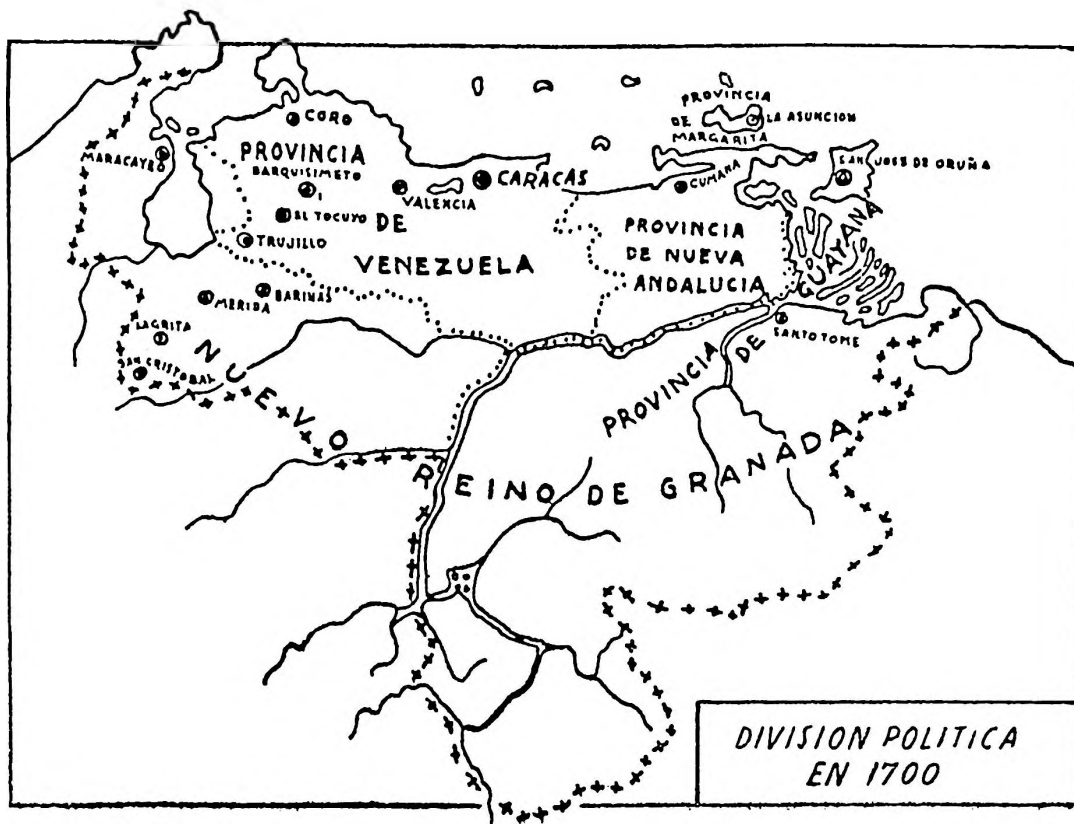 PROVINCIA
DE
MARGARITA
LA ASUNCION
CORO
MARACAYBO
PROVINCIA
BARQUISIMETO
CARACAS
CUMANA
SAN JOSE DE ORUÑA
VALENCIA
EL TOCUYO
DE
TRUJILLO
VENEZUELA
PROVINCIA
DE NUEVA
ANDALUCIA
MERIDA
BARINAS
LAGRITA
SAN CRISTOBAL
SANTO TOME
PROVINCIA DE GUAYANA
NUEVO REINO DE GRANADA
DIVISION POLITICA
EN 1700